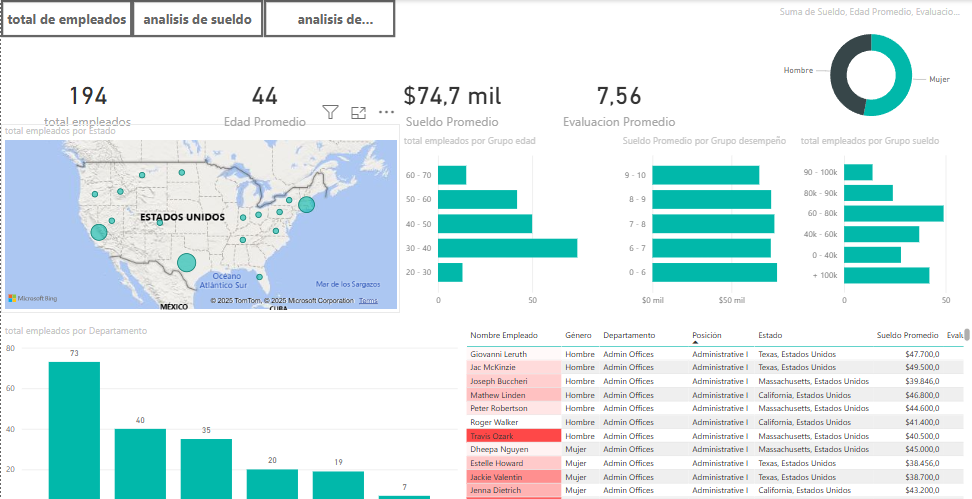 total de empleados
analisis de sueldo
analisis de...
Suma de Sueldo, Edad Promedio, Evaluacio...
Hombre
Mujer
194
total empleados
44
Edad Promedio
$74,7 mil
Sueldo Promedio
7,56
Evaluacion Promedio
total empleados por Estado
ESTADOS UNIDOS
Océano
Atlántico Sur
Mar de los Sargazos
MÉXICO
CUBA
Microsoft Bing
© 2025 TomTom, © 2025 Microsoft Corporation Terms
total empleados por Grupo edad
60 - 70
50 - 60
40 - 50
30 - 40
20 - 30
0 50
Sueldo Promedio por Grupo desempeño
9 - 10
8 - 9
7 - 8
6 - 7
0 - 6
$0 mil $50 mil
total empleados por Grupo sueldo
90 - 100k
80k - 90k
60 - 80k
40k - 60k
0 - 40k
+ 100k
0 50
total empleados por Departamento
80
60
40
20
73
40
35
20
19
7
Nombre Empleado Género Departamento Posición Estado Sueldo Promedio Evalu
Giovanni Leruth Hombre Admin Offices Administrative Texas, Estados Unidos $47.700,0
Jac McKinzie Hombre Admin Offices Administrative Texas, Estados Unidos $49.500,0
Joseph Buccheri Hombre Admin Offices Administrative Massachusetts, Estados Unidos $39.846,0
Mathew Linden Hombre Admin Offices Administrative California, Estados Unidos $46.800,0
Peter Robertson Hombre Admin Offices Administrative Massachusetts, Estados Unidos $44.600,0
Roger Walker Hombre Admin Offices Administrative California, Estados Unidos $41.400,0
Travis Ozark Hombre Admin Offices Administrative Massachusetts, Estados Unidos $40.500,0
Dheepa Nguyen Mujer Admin Offices Administrative Massachusetts, Estados Unidos $45.000,0
Estelle Howard Mujer Admin Offices Administrative Texas, Estados Unidos $38.456,0
Jackie Valentin Mujer Admin Offices Administrative Texas, Estados Unidos $38.700,0
Jenna Dietrich Mujer Admin Offices Administrative California, Estados Unidos $43.200,0